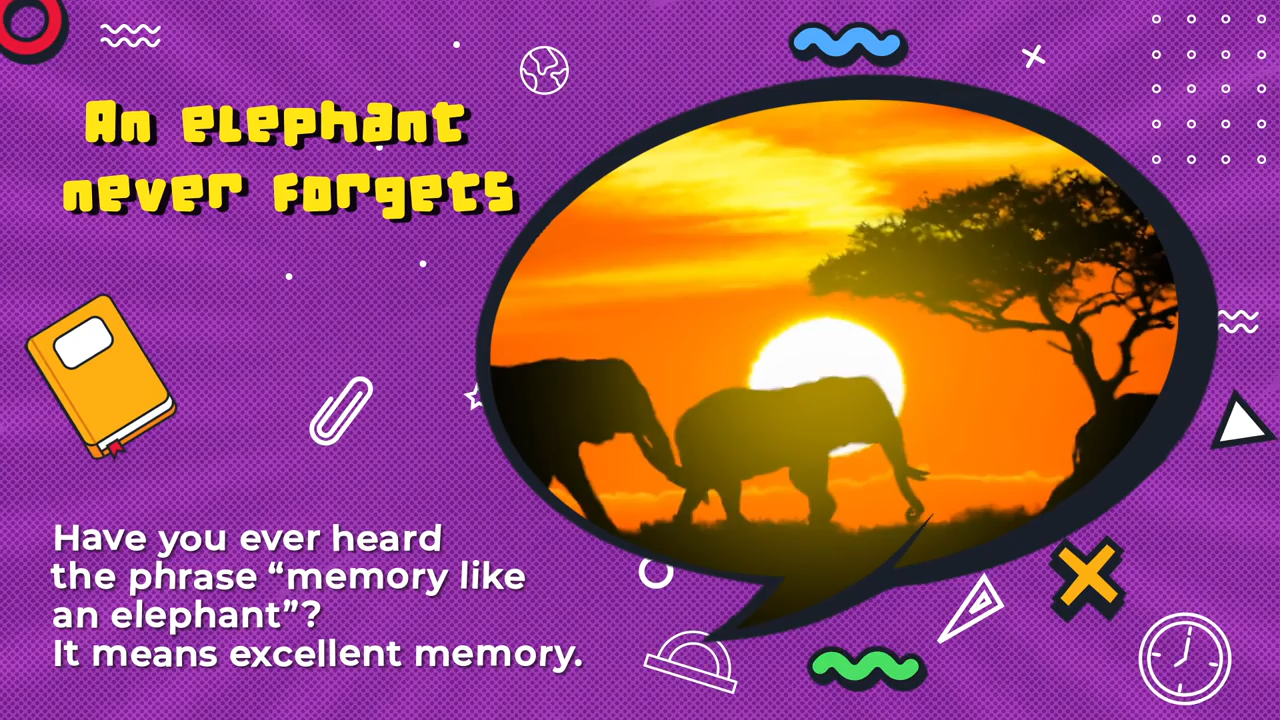 An elephant
never forgets
Have you ever heard
the phrase “memory like
an elephant”?
It means excellent memory.